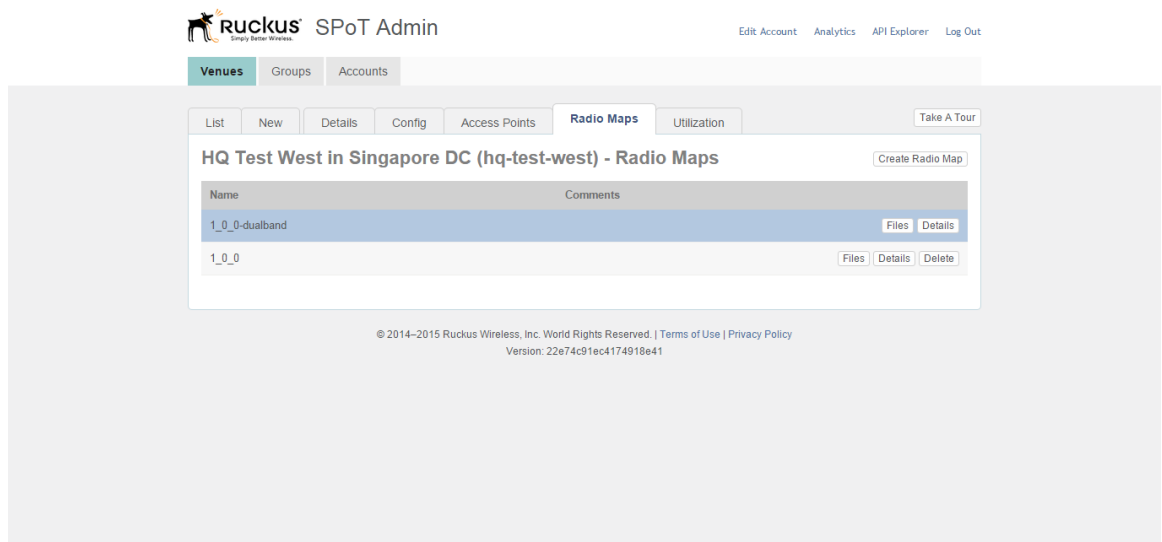 Ruckus SPoT Admin
Simply Better Wireless.
Edit Account Analytics API Explorer Log Out
Venues Groups Accounts
List New Details Config Access Points Radio Maps Utilization Take A Tour
HQ Test West in Singapore DC (hq-test-west) - Radio Maps Create Radio Map
Name Comments
1_0_0-dualband Files Details
1_0_0 Files Details Delete
© 2014–2015 Ruckus Wireless, Inc. World Rights Reserved. | Terms of Use | Privacy Policy
Version: 22e74c91ec4174918e41